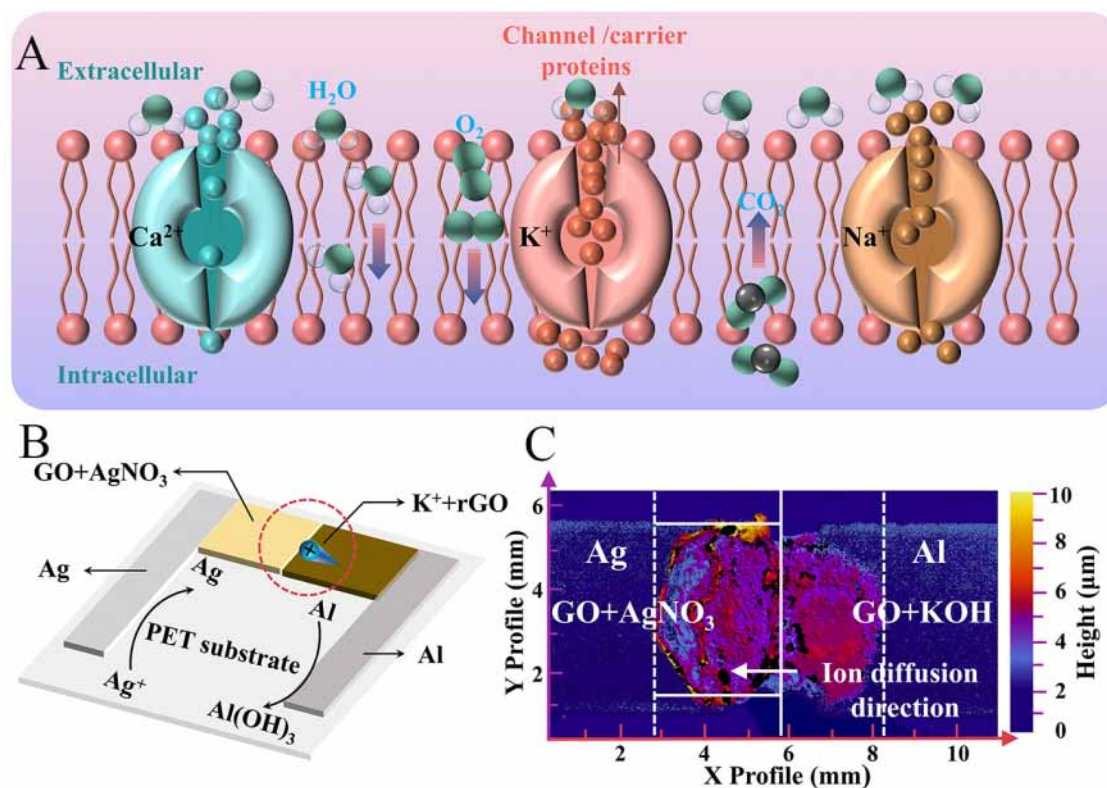 A
Extracellular
Channel /carrier
proteins
H₂O
O₂
CO₂
Ca²⁺
K⁺
Na⁺
Intracellular
B
GO+AgNO₃
K⁺+rGO
+
Ag
Ag
Al
Al
PET substrate
Ag⁺
Al(OH)₃
C
Y Profile (mm)
6
4
2
Ag
Al
GO+AgNO₃
GO+KOH
Ion diffusion
direction
2
4
6
8
10
X Profile (mm)
10
8
6
4
2
0
Height (μm)